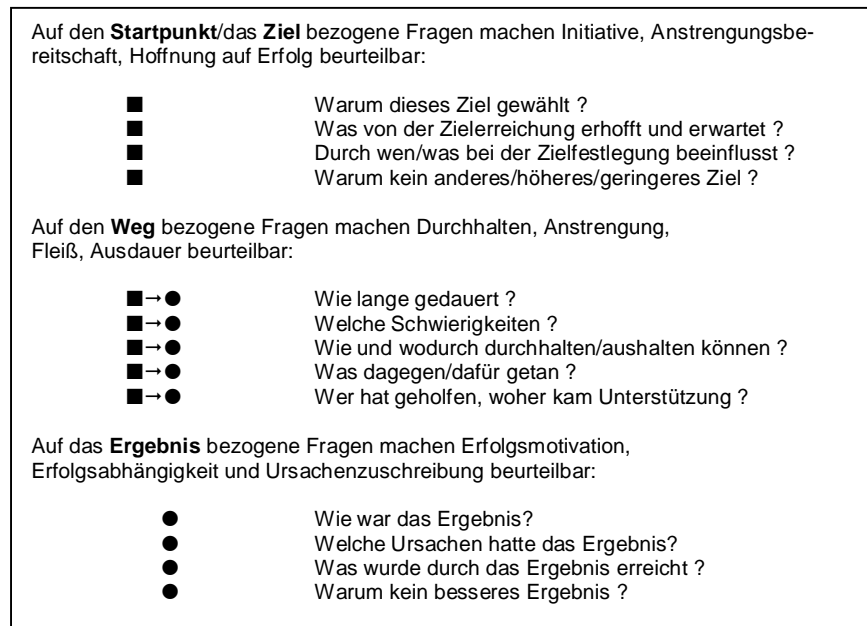 Auf den Startpunkt/das Ziel bezogene Fragen machen Initiative, Anstrengungsbe-
reitschaft, Hoffnung auf Erfolg beurteilbar:
■ Warum dieses Ziel gewählt ?
■ Was von der Zielerreichung erhofft und erwartet ?
■ Durch wen/was bei der Zielfestlegung beeinflusst ?
■ Warum kein anderes/höheres/geringeres Ziel ?
Auf den Weg bezogene Fragen machen Durchhalten, Anstrengung,
Fleiß, Ausdauer beurteilbar:
■→● Wie lange gedauert ?
■→● Welche Schwierigkeiten ?
■→● Wie und wodurch durchhalten/aushalten können ?
■→● Was dagegen/dafür getan ?
■→● Wer hat geholfen, woher kam Unterstützung ?
Auf das Ergebnis bezogene Fragen machen Erfolgsmotivation,
Erfolgsabhängigkeit und Ursachenzuschreibung beurteilbar:
● Wie war das Ergebnis?
● Welche Ursachen hatte das Ergebnis?
● Was wurde durch das Ergebnis erreicht ?
● Warum kein besseres Ergebnis ?